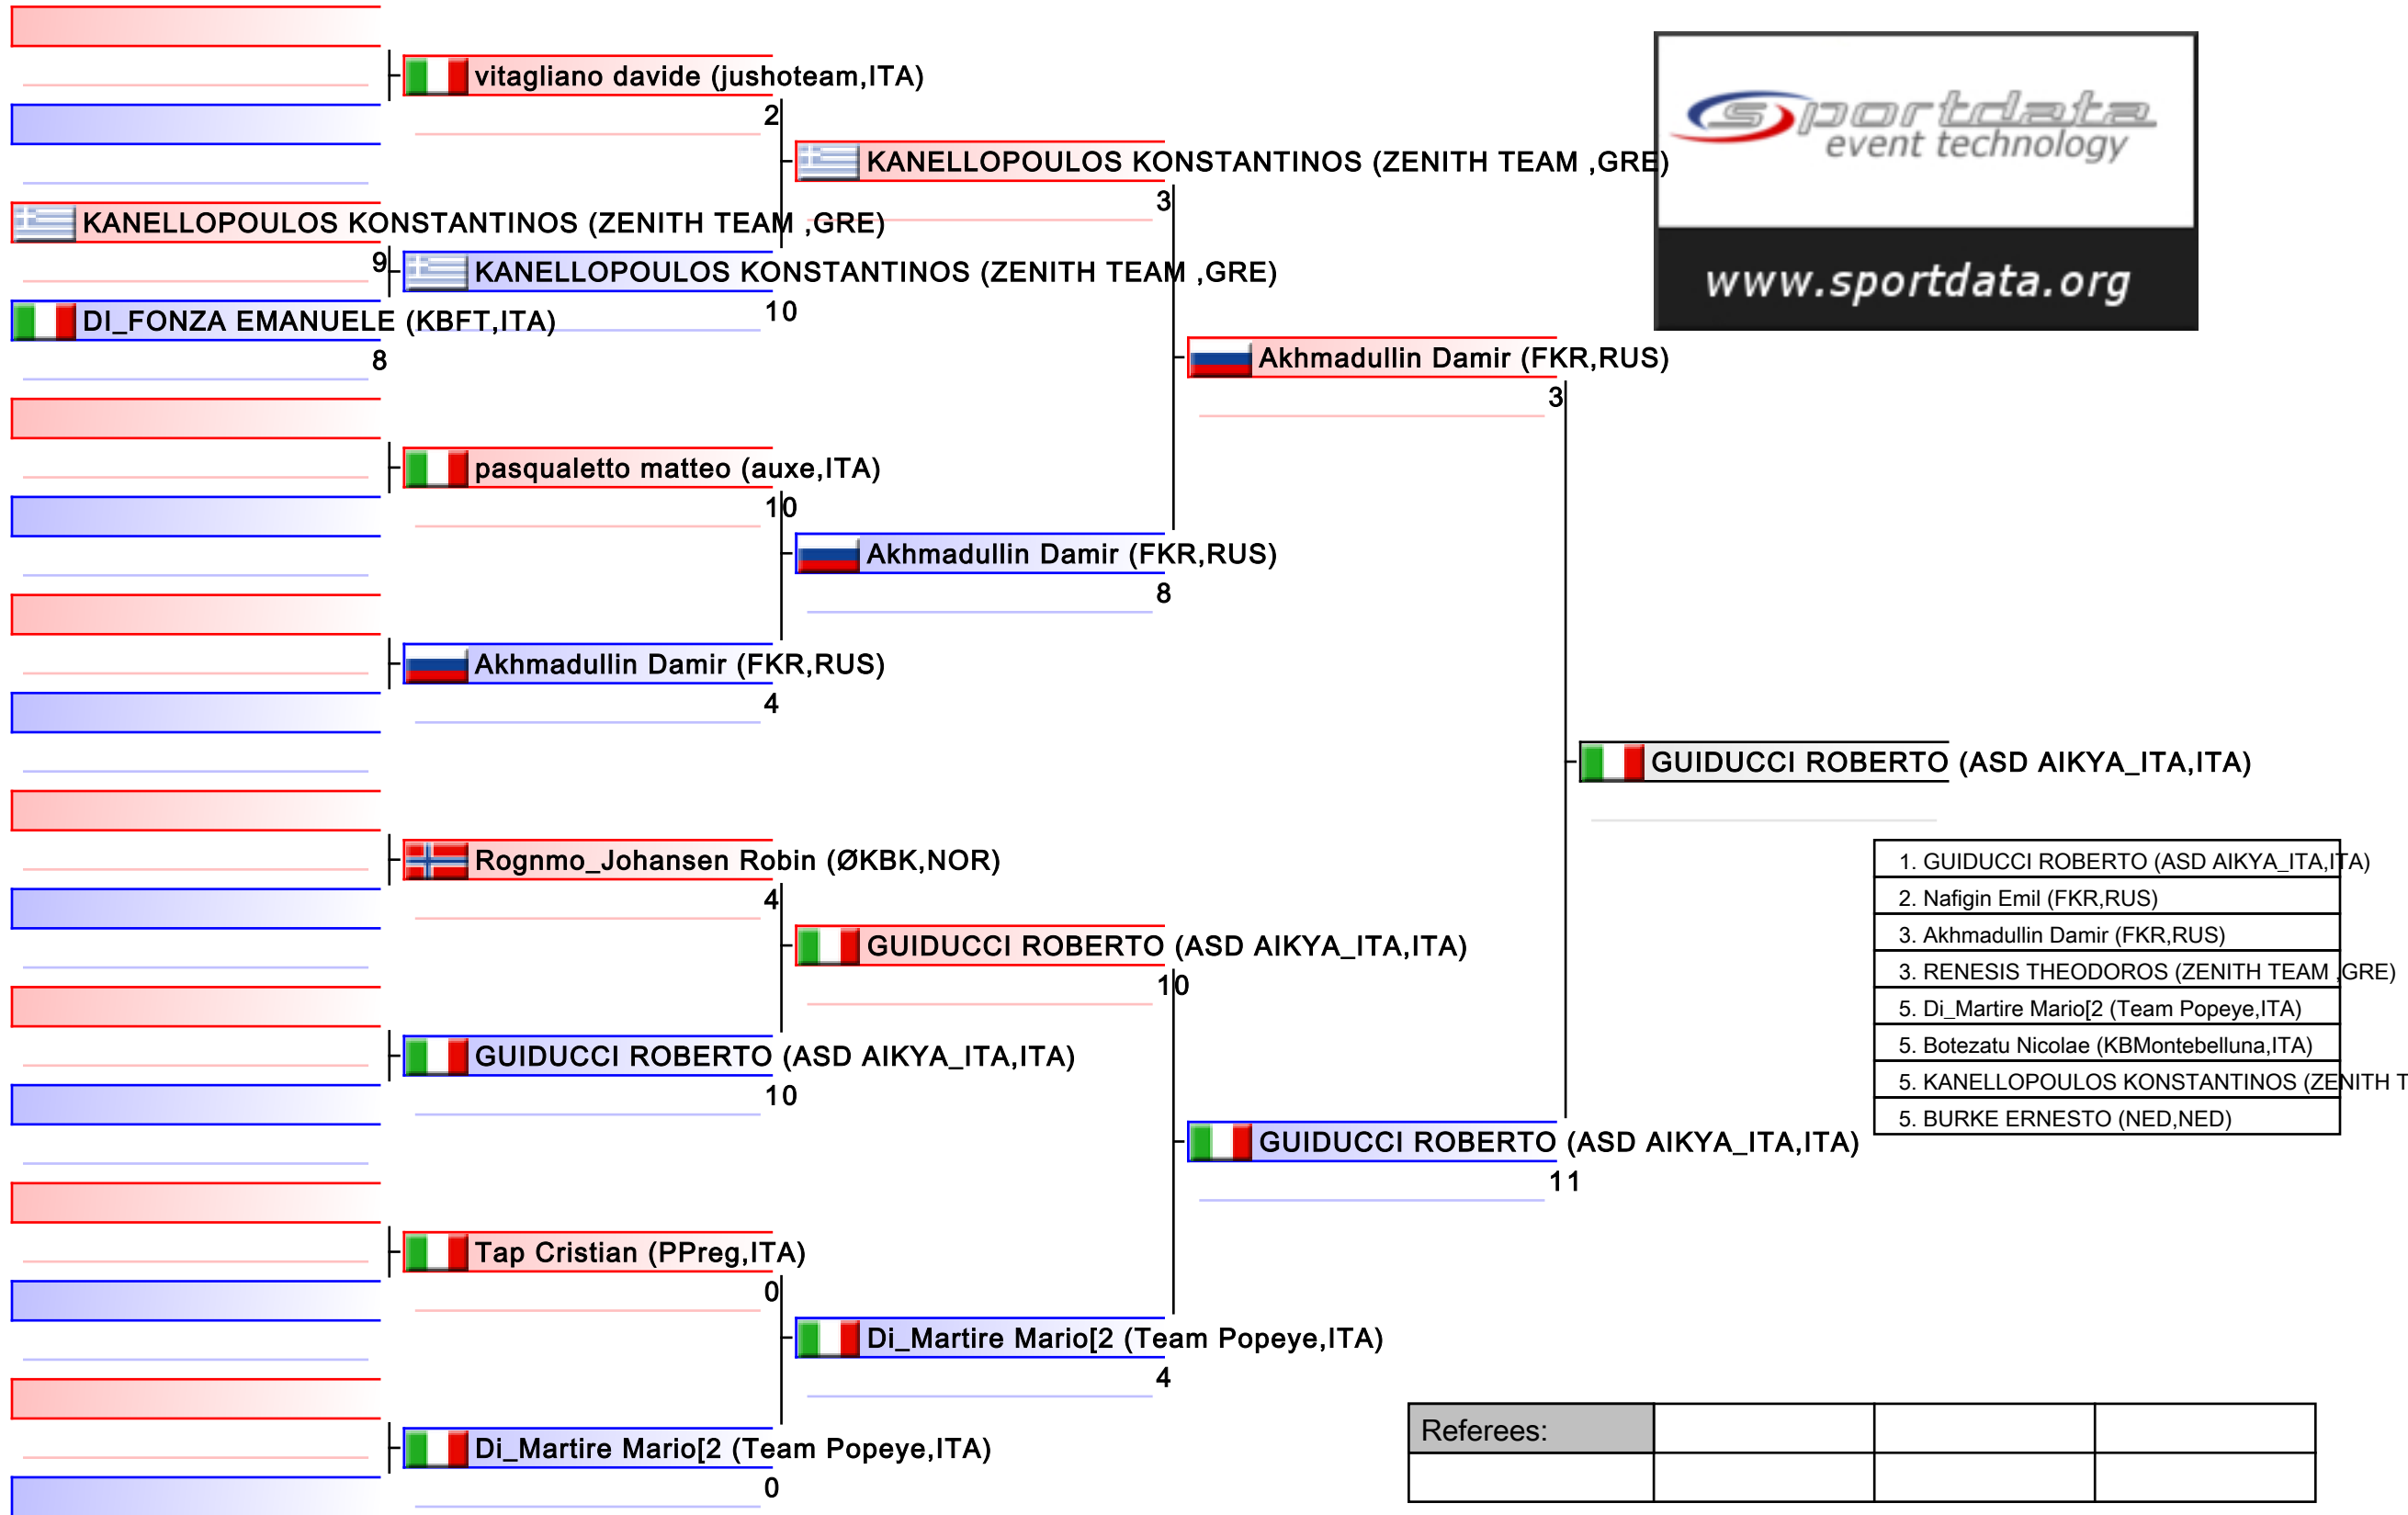 vitagliano davide (jushoteam,ITA)
2
KANELLOPOULOS KONSTANTINOS (ZENITH TEAM ,GRE)
3
KANELLOPOULOS KONSTANTINOS (ZENITH TEAM ,GRE)
9
KANELLOPOULOS KONSTANTINOS (ZENITH TEAM ,GRE)
10
DI_FONZA EMANUELE (KBFT,ITA)
8
Akhmadullin Damir (FKR,RUS)
3
pasqualetto matteo (auxe,ITA)
10
Akhmadullin Damir (FKR,RUS)
8
Akhmadullin Damir (FKR,RUS)
4
GUIDUCCI ROBERTO (ASD AIKYA_ITA,ITA)
Rognmo_Johansen Robin (ØKBK,NOR)
4
GUIDUCCI ROBERTO (ASD AIKYA_ITA,ITA)
10
GUIDUCCI ROBERTO (ASD AIKYA_ITA,ITA)
10
GUIDUCCI ROBERTO (ASD AIKYA_ITA,ITA)
11
Tap Cristian (PPreg,ITA)
0
Di_Martire Mario[2 (Team Popeye,ITA)
4
Di_Martire Mario[2 (Team Popeye,ITA)
0
sportdata
event technology
www.sportdata.org
1. GUIDUCCI ROBERTO (ASD AIKYA_ITA,ITA)
2. Nafigin Emil (FKR,RUS)
3. Akhmadullin Damir (FKR,RUS)
3. RENESIS THEODOROS (ZENITH TEAM ,GRE)
5. Di_Martire Mario[2 (Team Popeye,ITA)
5. Botezatu Nicolae (KBMontebelluna,ITA)
5. KANELLOPOULOS KONSTANTINOS (ZENITH T
5. BURKE ERNESTO (NED,NED)
Referees: